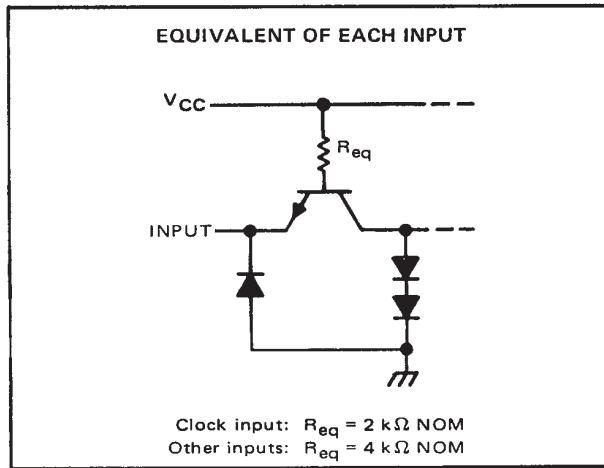 EQUIVALENT OF EACH INPUT
VCC
Req
INPUT
Clock input: Req = 2 kΩ NOM
Other inputs: Req = 4 kΩ NOM